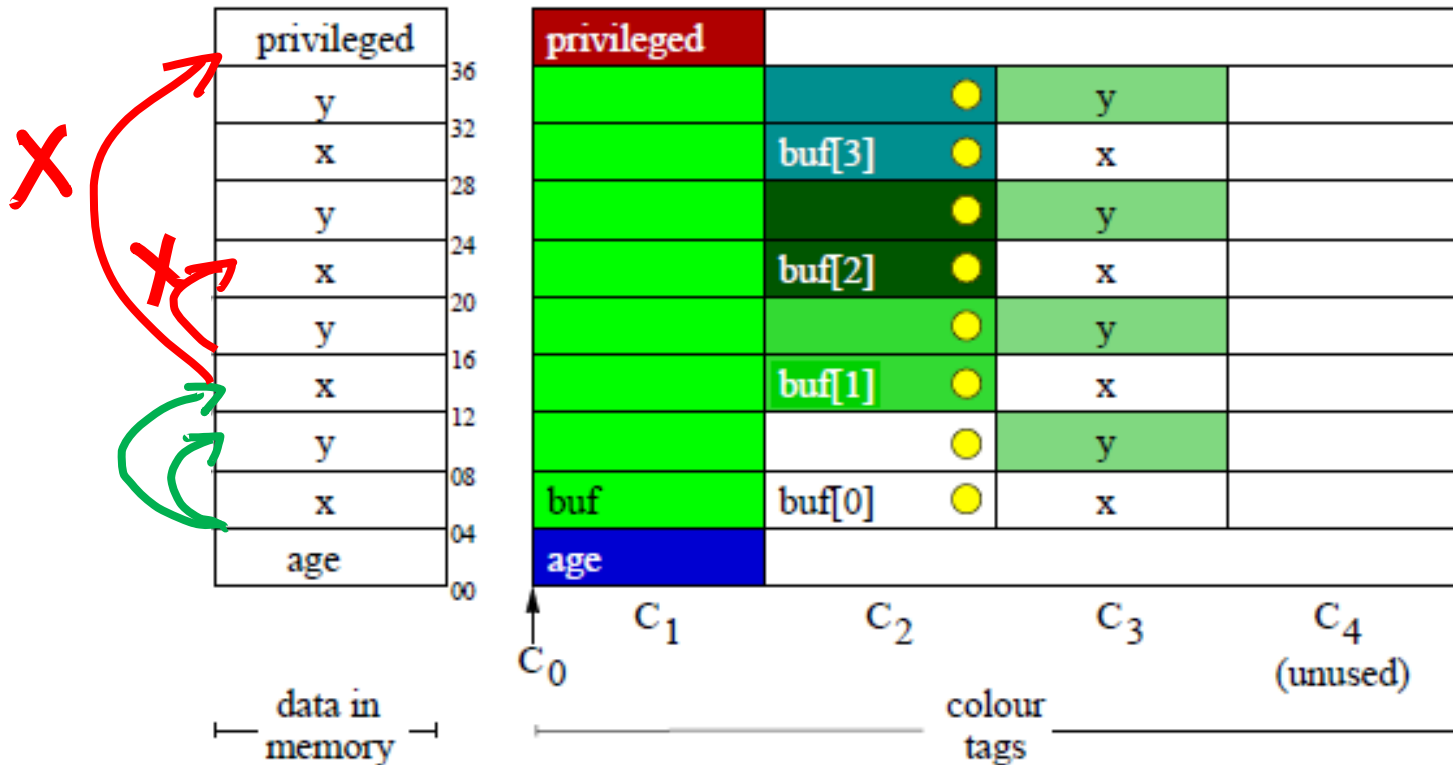 privileged privileged
36
y y
32
x buf[3] x
28
y y
24
x buf[2] x
20
y y
16
x buf[1] x
12
y y
08
x buf buf[0] x
04
age age
00
C0 C1 C2 C3 C4
(unused)
data in
memory
colour
tags
X
X